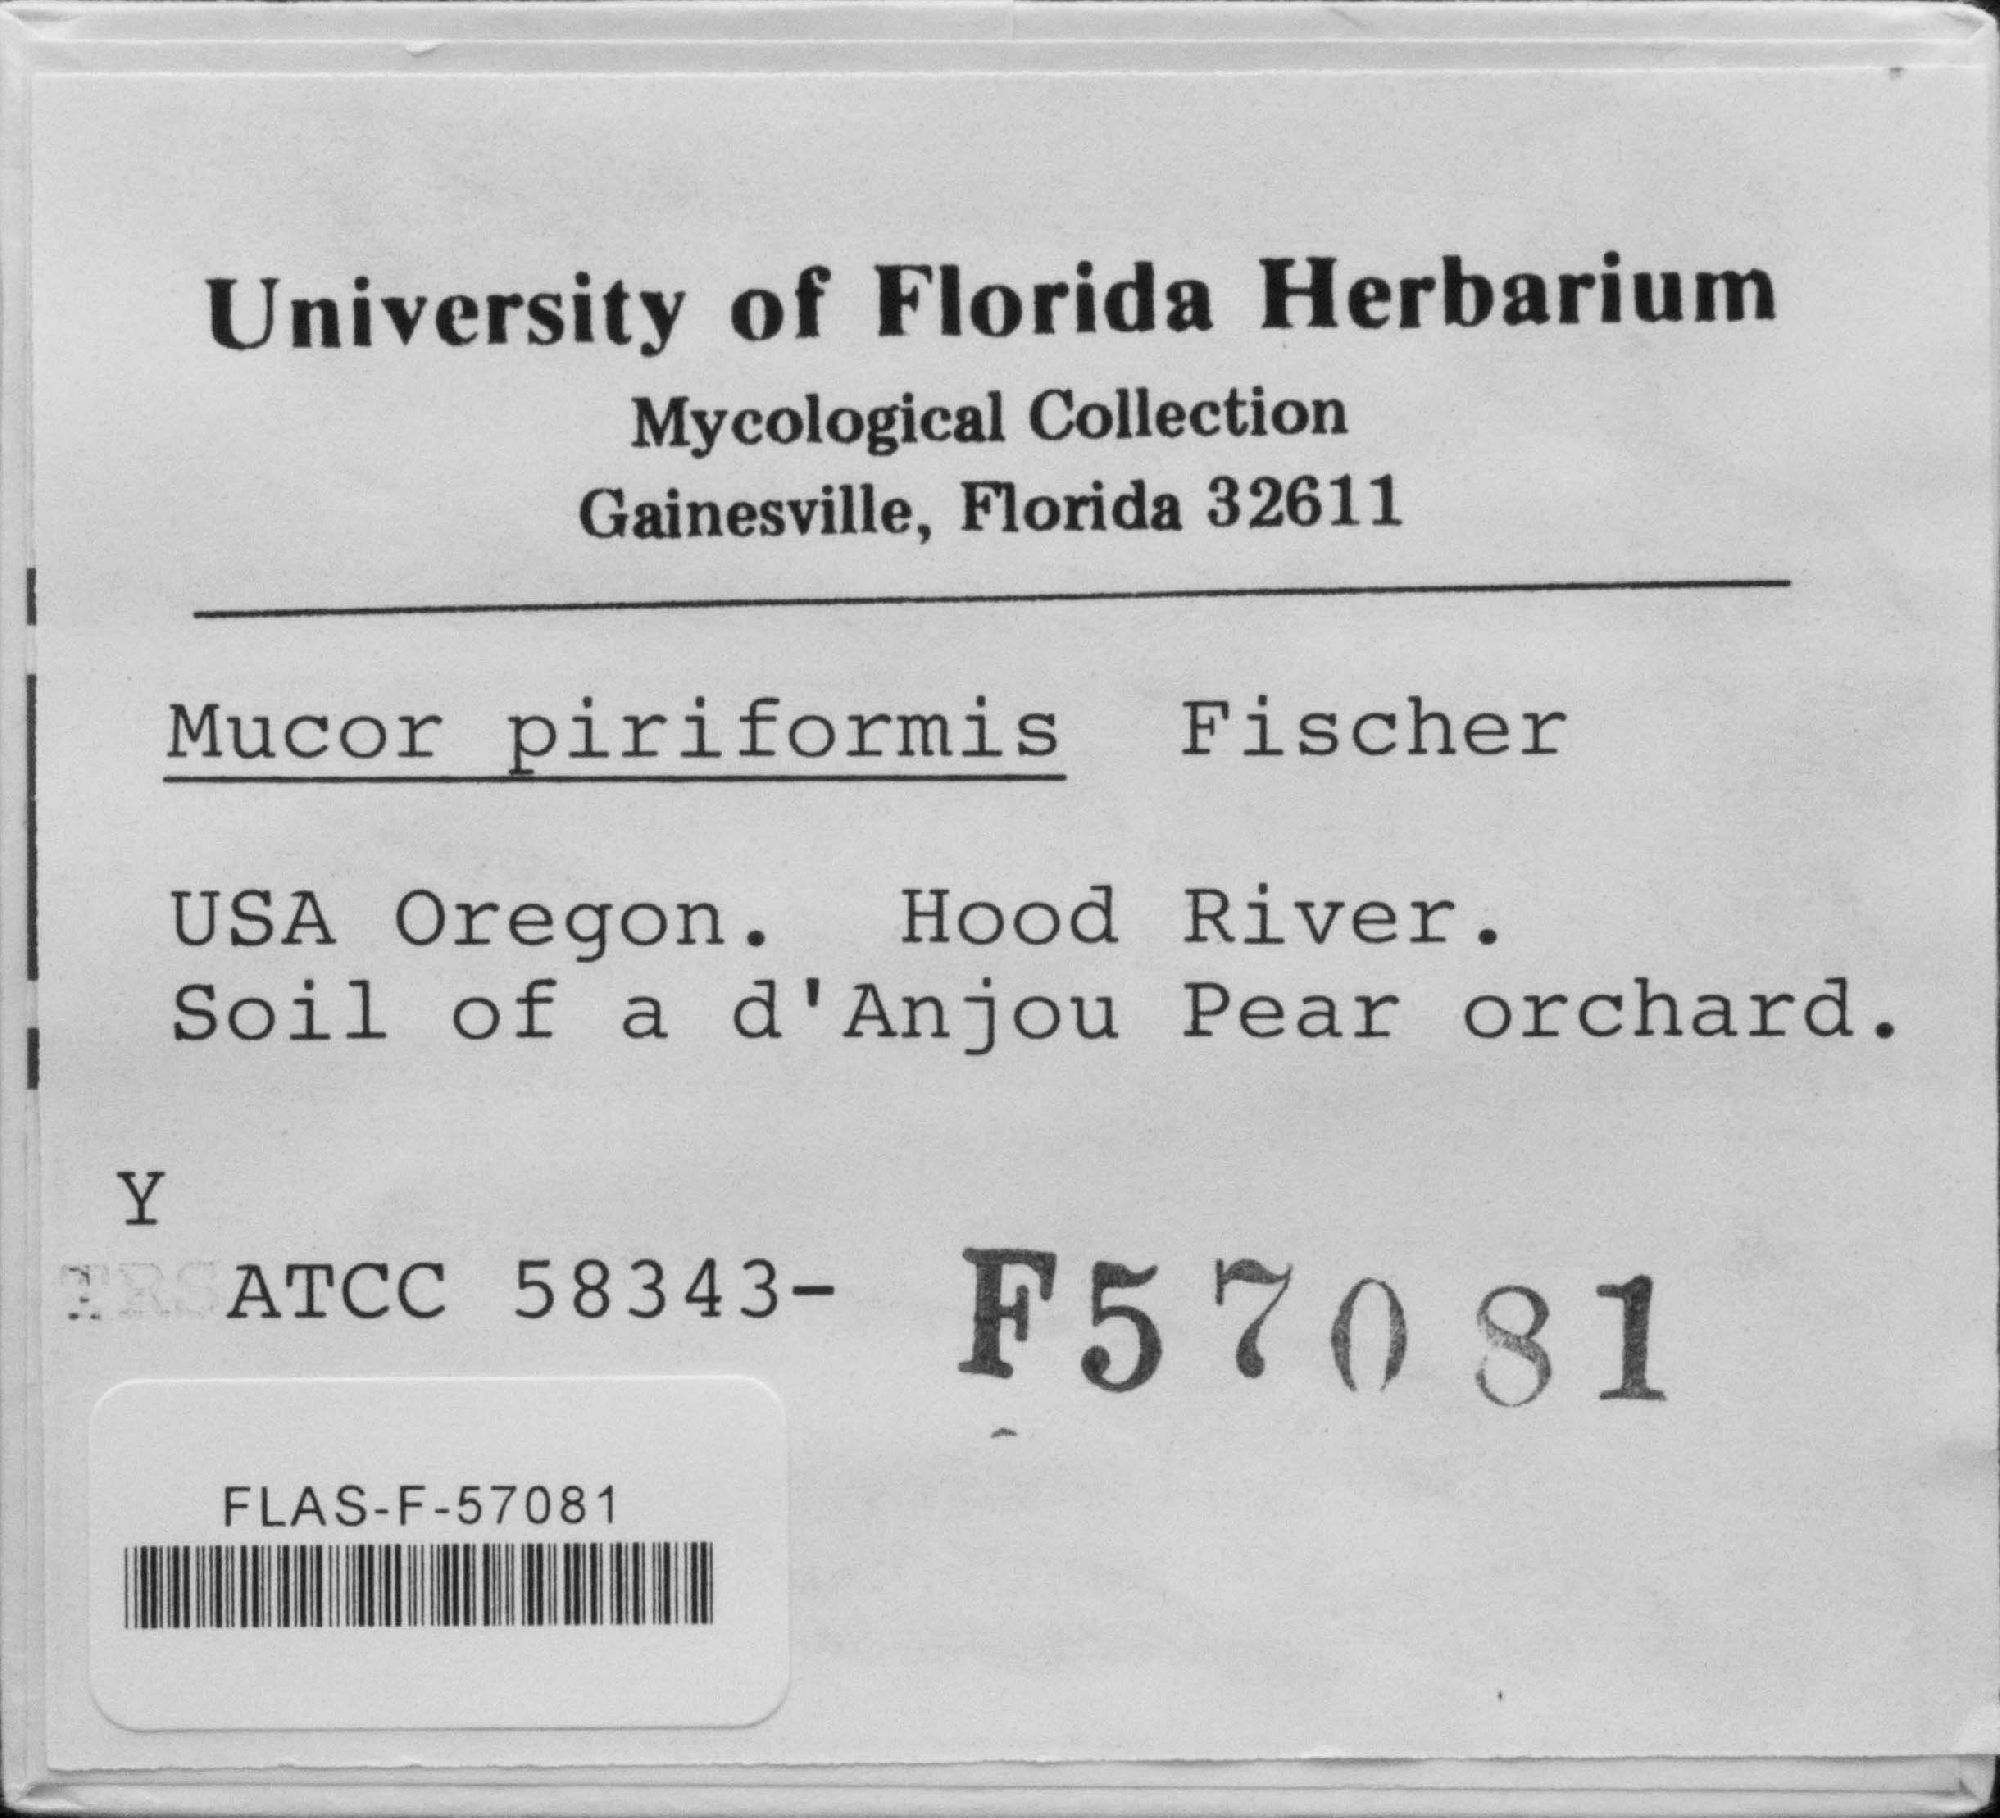 University of Florida Herbarium
Mycological Collection
Gainesville, Florida 32611
Mucor piriformis Fischer
USA Oregon. Hood River.
Soil of a d'Anjou Pear orchard.
Y
ATCC 58343-
F57081
FLAS-F-57081